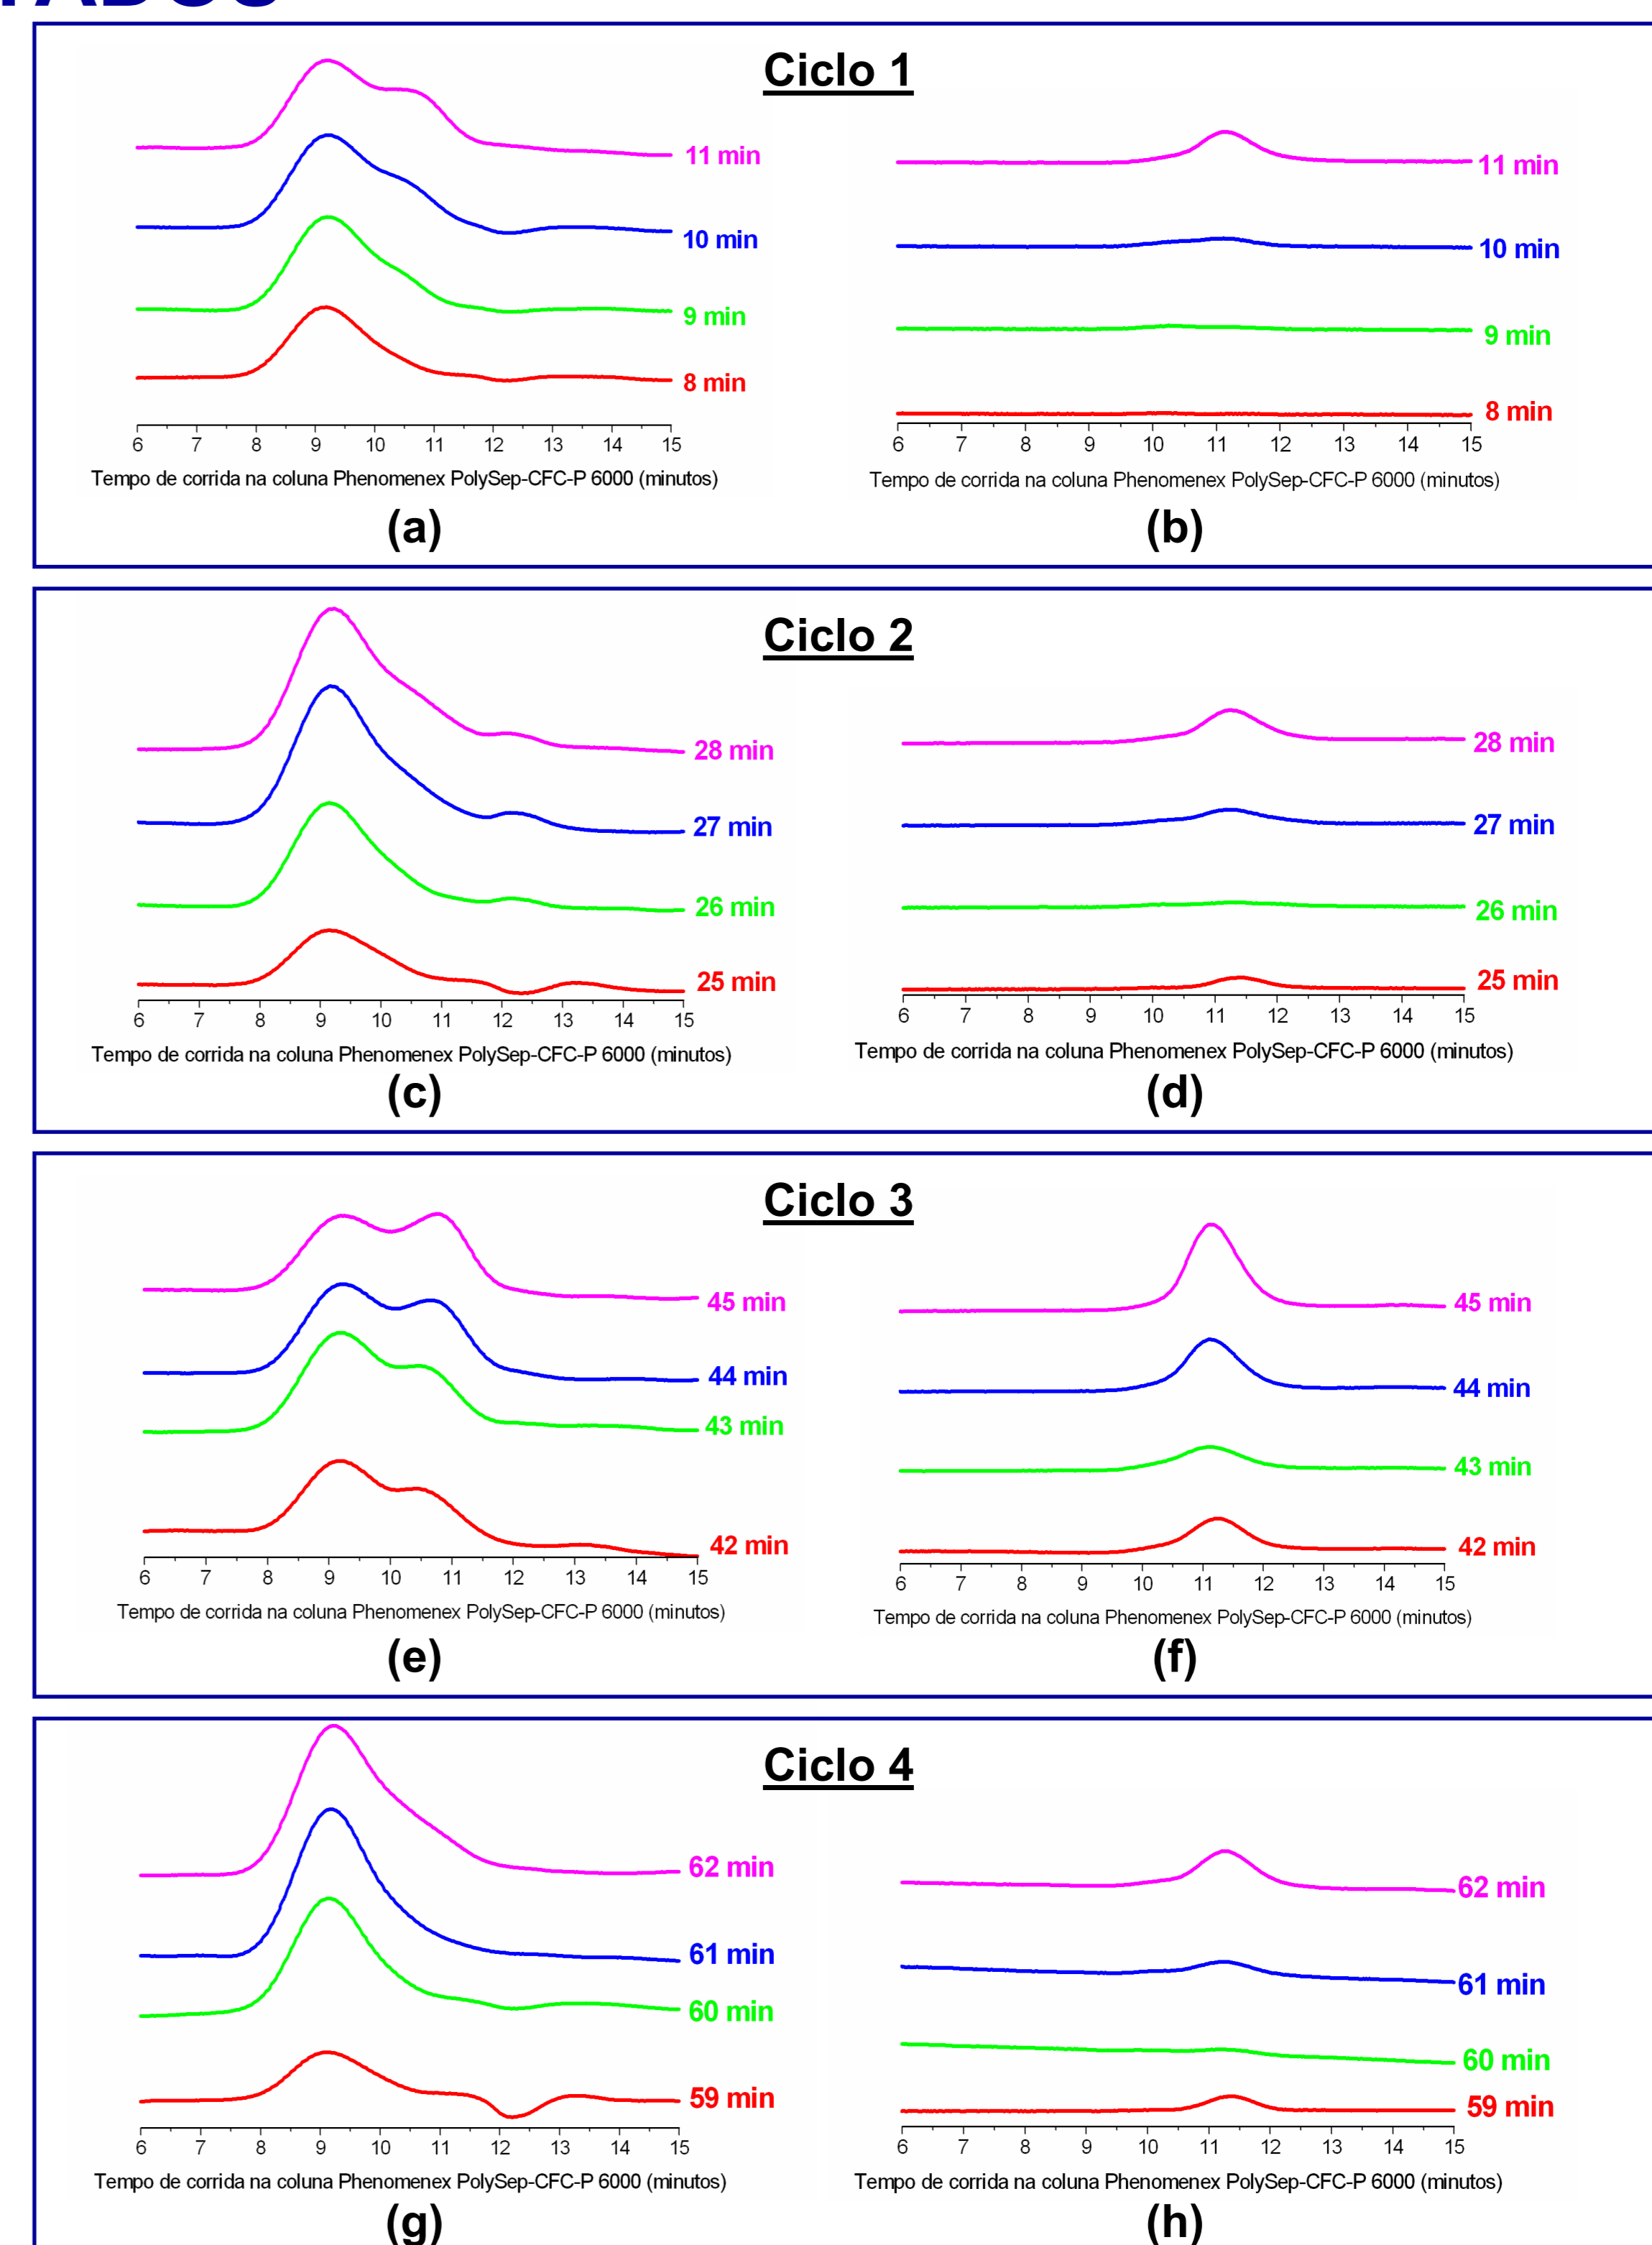 Ciclo 1
11 min
10 min
9 min
8 min
6 7 8 9 10 11 12 13 14 15
Tempo de corrida na coluna Phenomenex PolySep-CFC-P 6000 (minutos)
(a)
11 min
10 min
9 min
8 min
6 7 8 9 10 11 12 13 14 15
Tempo de corrida na coluna Phenomenex PolySep-CFC-P 6000 (minutos)
(b)
Ciclo 2
28 min
27 min
26 min
25 min
6 7 8 9 10 11 12 13 14 15
Tempo de corrida na coluna Phenomenex PolySep-CFC-P 6000 (minutos)
(c)
28 min
27 min
26 min
25 min
6 7 8 9 10 11 12 13 14 15
Tempo de corrida na coluna Phenomenex PolySep-CFC-P 6000 (minutos)
(d)
Ciclo 3
45 min
44 min
43 min
42 min
6 7 8 9 10 11 12 13 14 15
Tempo de corrida na coluna Phenomenex PolySep-CFC-P 6000 (minutos)
(e)
45 min
44 min
43 min
42 min
6 7 8 9 10 11 12 13 14 15
Tempo de corrida na coluna Phenomenex PolySep-CFC-P 6000 (minutos)
(f)
Ciclo 4
62 min
61 min
60 min
59 min
6 7 8 9 10 11 12 13 14 15
Tempo de corrida na coluna Phenomenex PolySep-CFC-P 6000 (minutos)
(g)
62 min
61 min
60 min
59 min
6 7 8 9 10 11 12 13 14 15
Tempo de corrida na coluna Phenomenex PolySep-CFC-P 6000 (minutos)
(h)